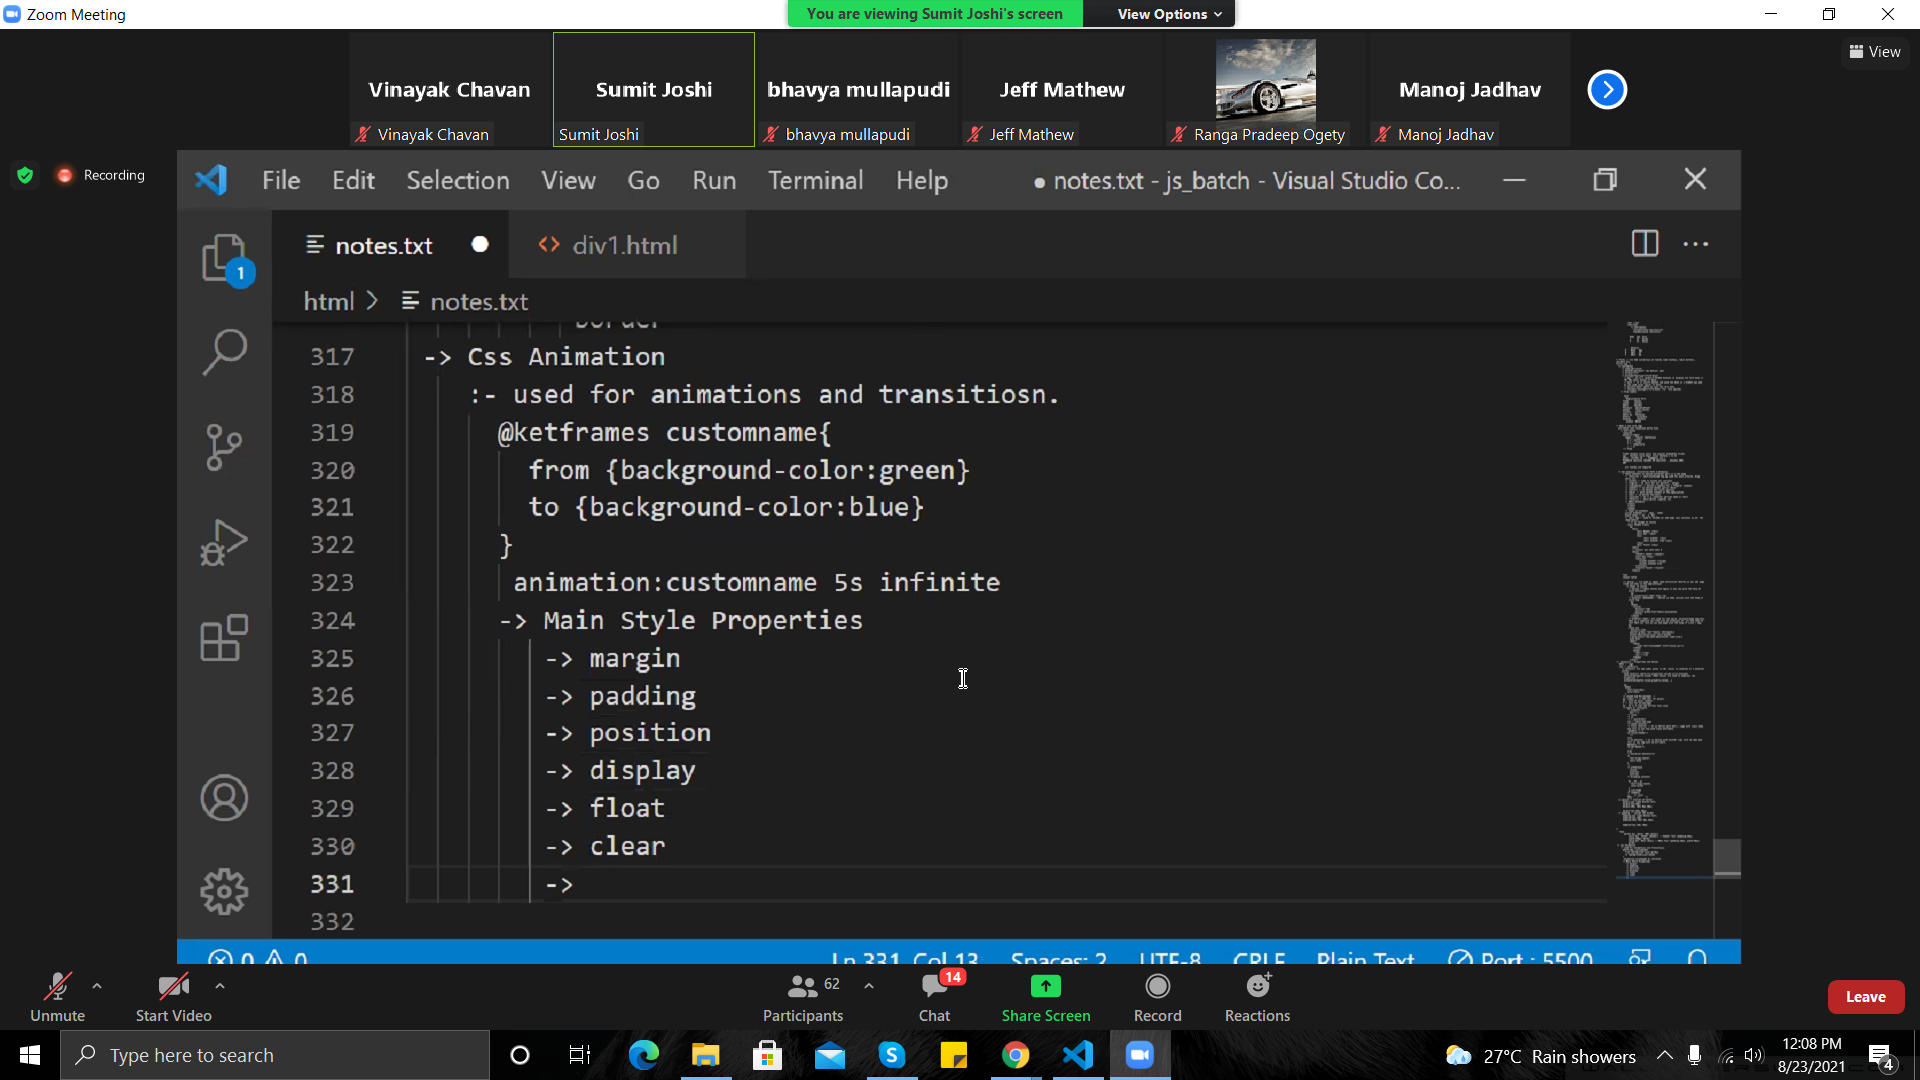 Zoom Meeting
You are viewing Sumit Joshi's screen
View Options
View
Vinayak Chavan
Sumit Joshi
bhavya mullapudi
Jeff Mathew
Manoj Jadhav
Vinayak Chavan
Sumit Joshi
bhavya mullapudi
Jeff Mathew
Ranga Pradeep Ogety
Manoj Jadhav
Recording
File Edit Selection View Go Run Terminal Help
● notes.txt - js_batch - Visual Studio Co...
notes.txt
div1.html
1
html > notes.txt
border
317 -> Css Animation
318 :- used for animations and transitiosn.
319 @ketframes customname{
320 from {background-color:green}
321 to {background-color:blue}
322 }
323 animation:customname 5s infinite
324 -> Main Style Properties
325 -> margin
326 -> padding
327 -> position
328 -> display
329 -> float
330 -> clear
331 ->
332
0 0
Ln 331, Col 13 Spaces: 2 UTF-8 CRLF Plain Text Port : 5500
Unmute
Start Video
62
Participants
14
Chat
Share Screen
Record
Reactions
Leave
Type here to search
27°C Rain showers
12:08 PM
8/23/2021
4